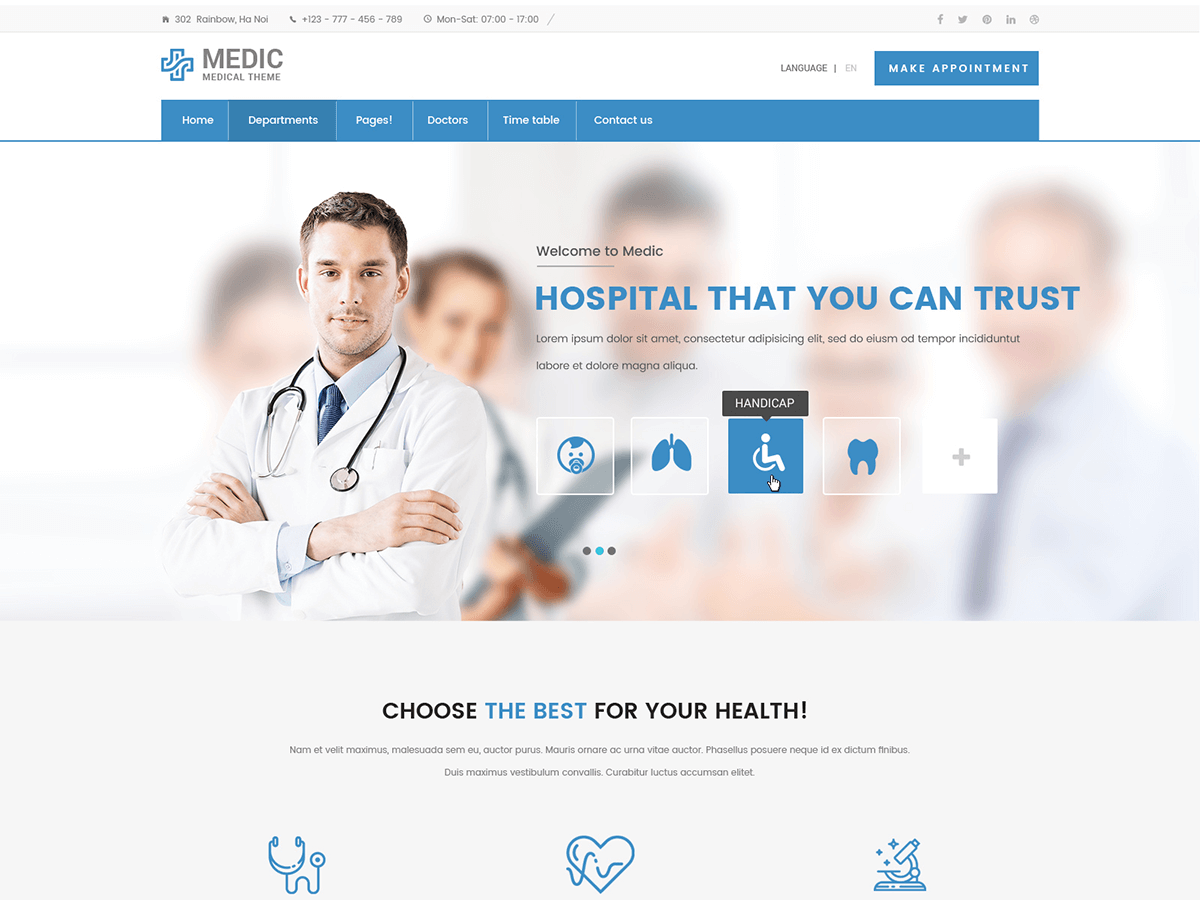 302 Rainbow, Ha Noi +123 - 777 - 456 - 789 Mon-Sat: 07:00 - 17:00
MEDIC
MEDICAL THEME
LANGUAGE | EN
MAKE APPOINTMENT
Home Departments Pages! Doctors Time table Contact us
Welcome to Medic
HOSPITAL THAT YOU CAN TRUST
Lorem ipsum dolor sit amet, consectetur adipisicing elit, sed do eiusm od tempor incididuntut
labore et dolore magna aliqua.
HANDICAP
CHOOSE THE BEST FOR YOUR HEALTH!
Nam et velit maximus, malesuada sem eu, auctor purus. Mauris ornare ac urna vitae auctor. Phasellus posuere neque id ex dictum finibus.
Duis maximus vestibulum convallis. Curabitur luctus accumsan elitet.